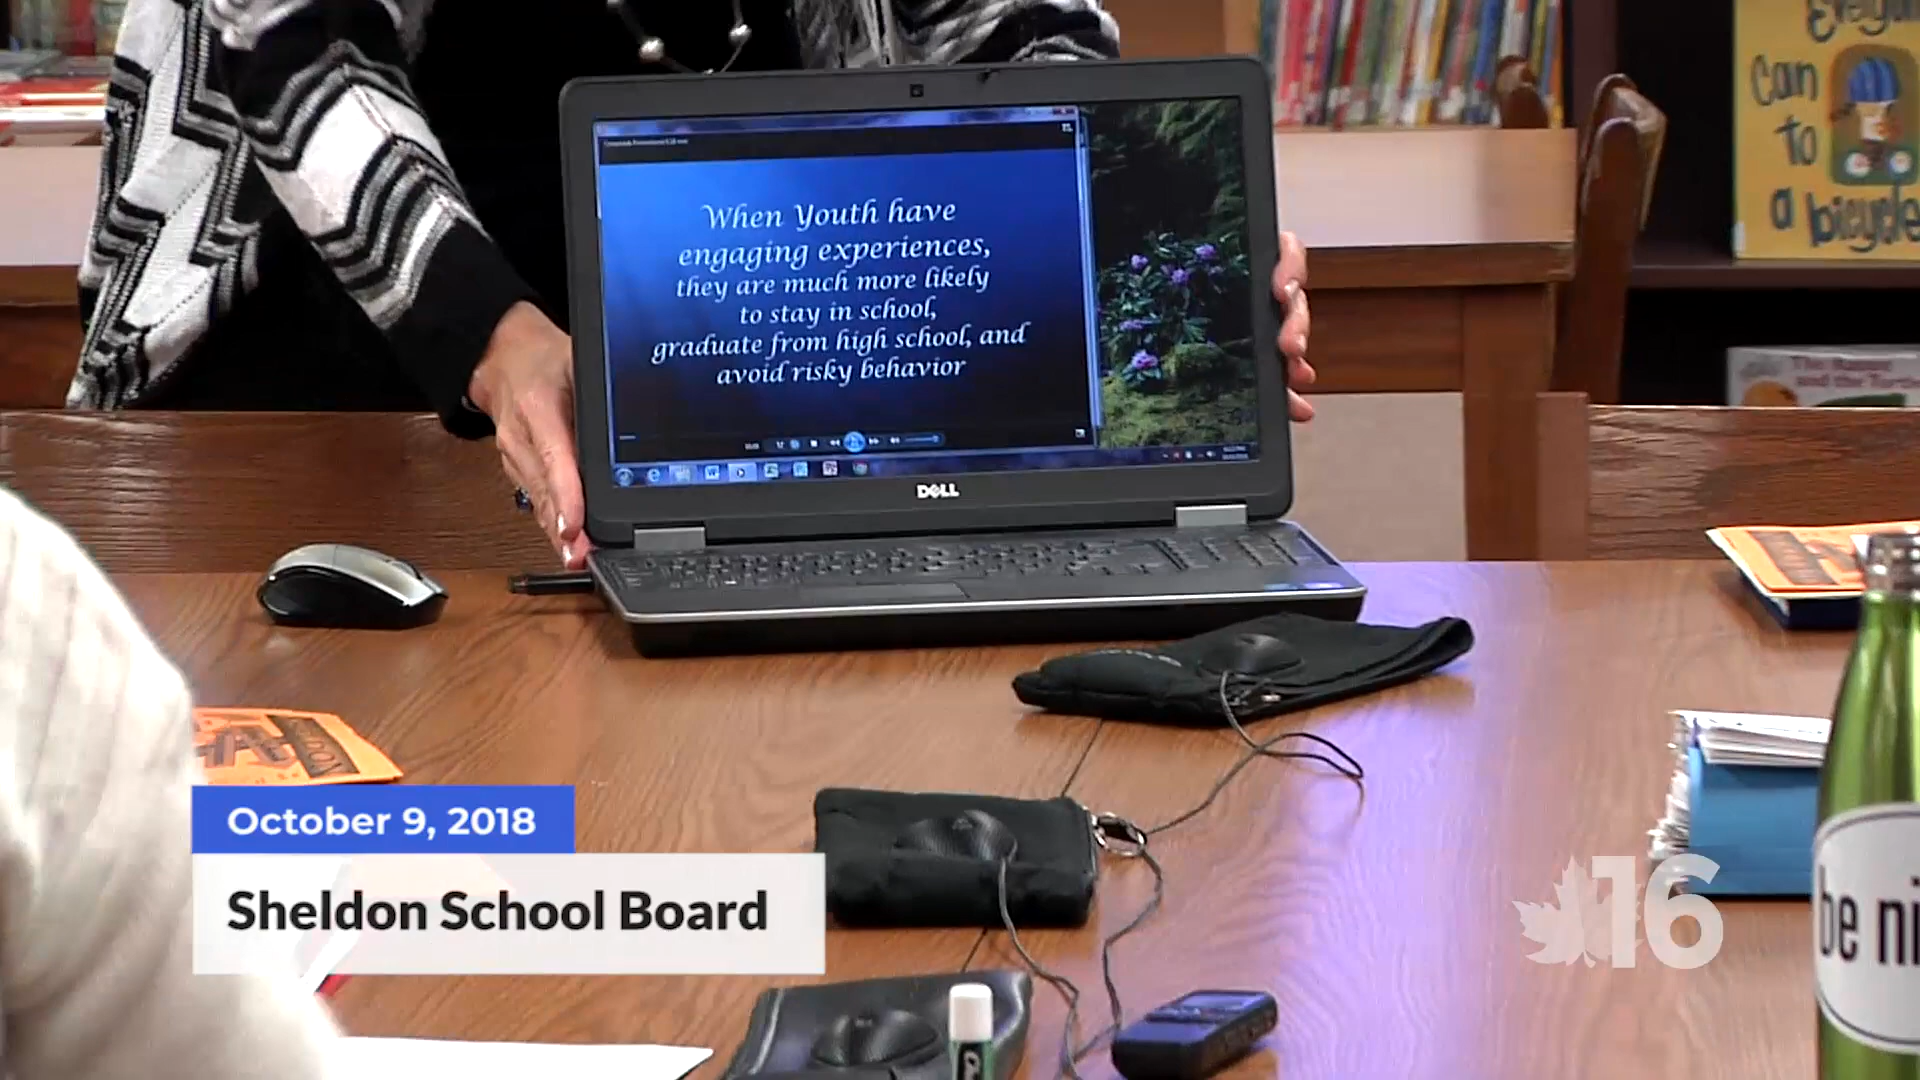 Everyone
Can
to
a bicycle
When Youth have
engaging experiences,
they are much more likely
to stay in school,
graduate from high school, and
avoid risky behavior
DELL
October 9, 2018
Sheldon School Board
16
be ni